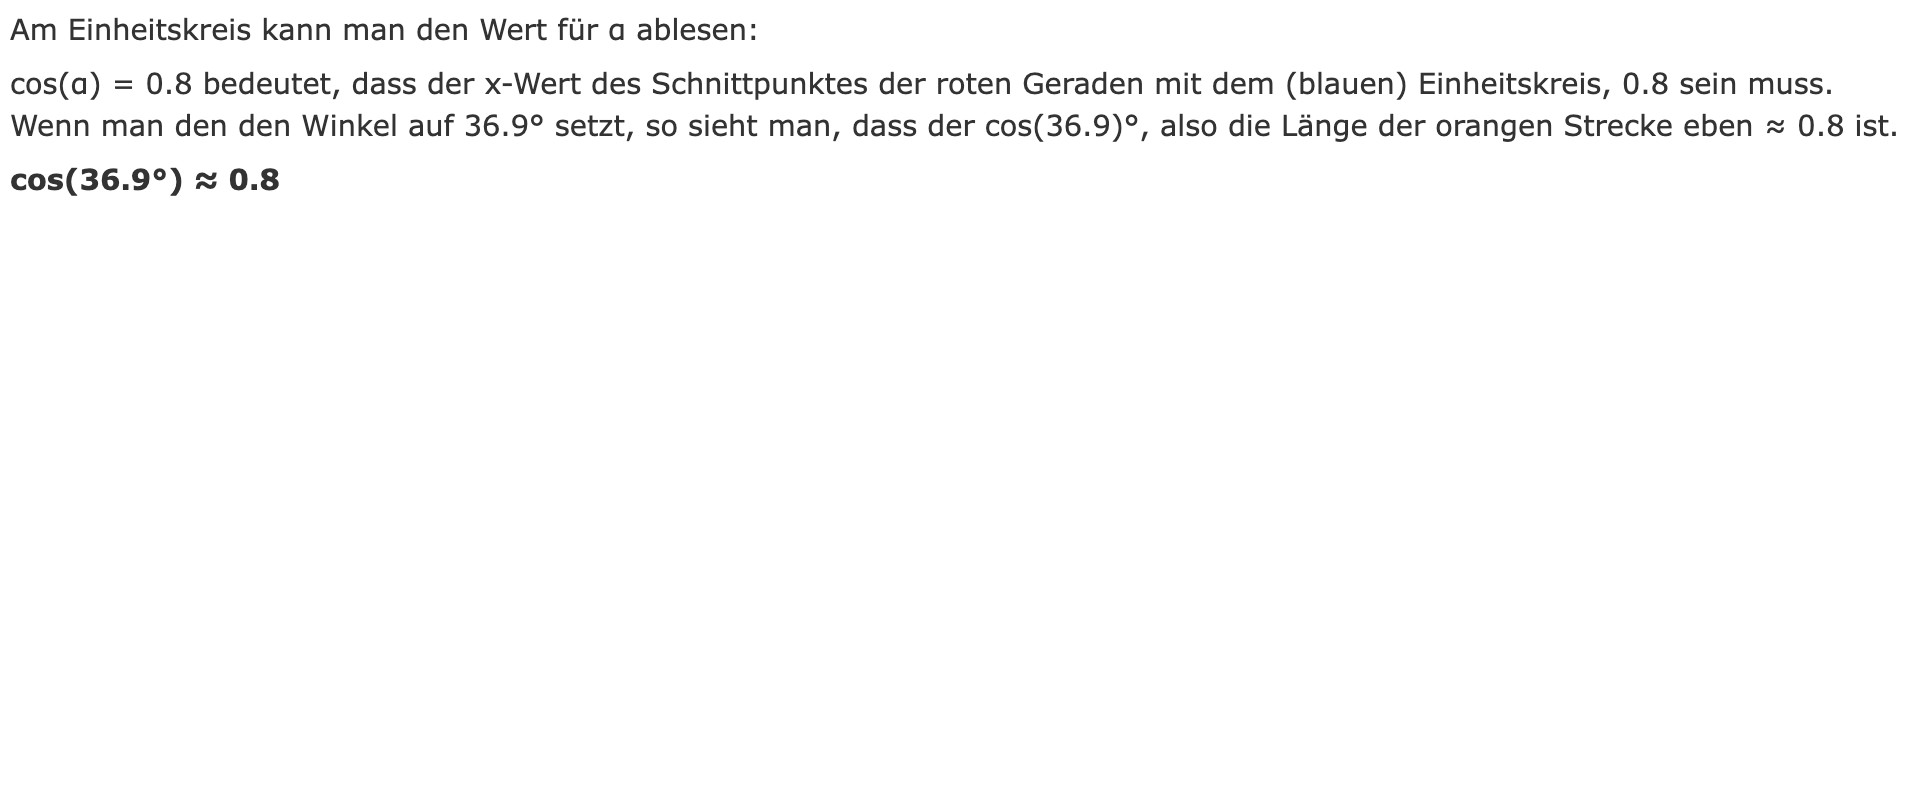 Am Einheitskreis kann man den Wert für α ablesen:
cos(α) = 0.8 bedeutet, dass der x-Wert des Schnittpunktes der roten Geraden mit dem (blauen) Einheitskreis, 0.8 sein muss.
Wenn man den den Winkel auf 36.9° setzt, so sieht man, dass der cos(36.9)°, also die Länge der orangen Strecke eben ≈ 0.8 ist.
cos(36.9°) ≈ 0.8